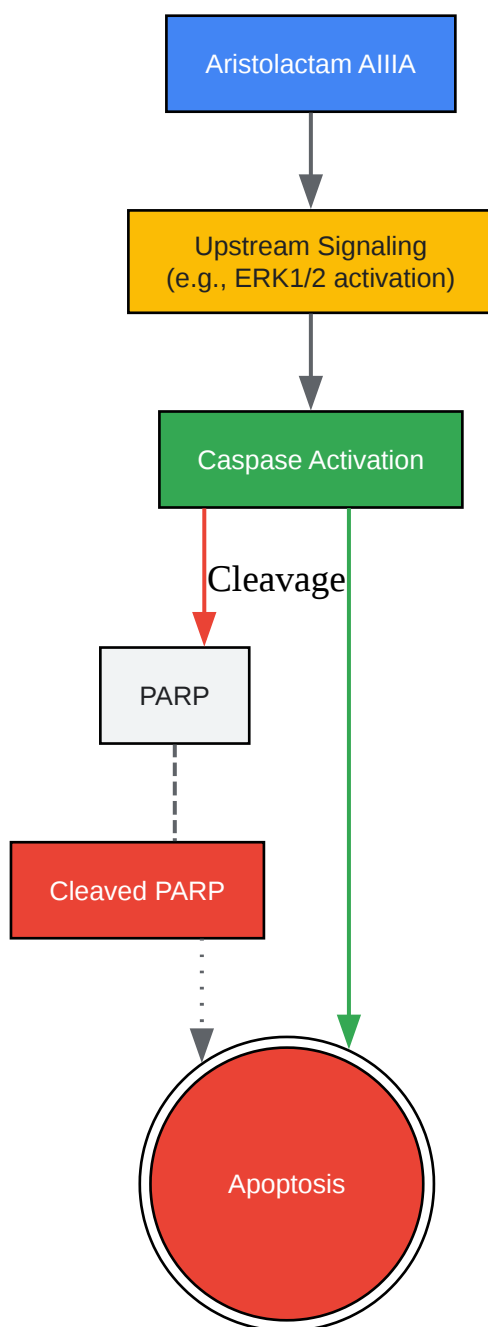 Aristolactam AIIIA
Upstream Signaling
(e.g., ERK1/2 activation)
Caspase Activation
Cleavage
PARP
Cleaved PARP
Apoptosis